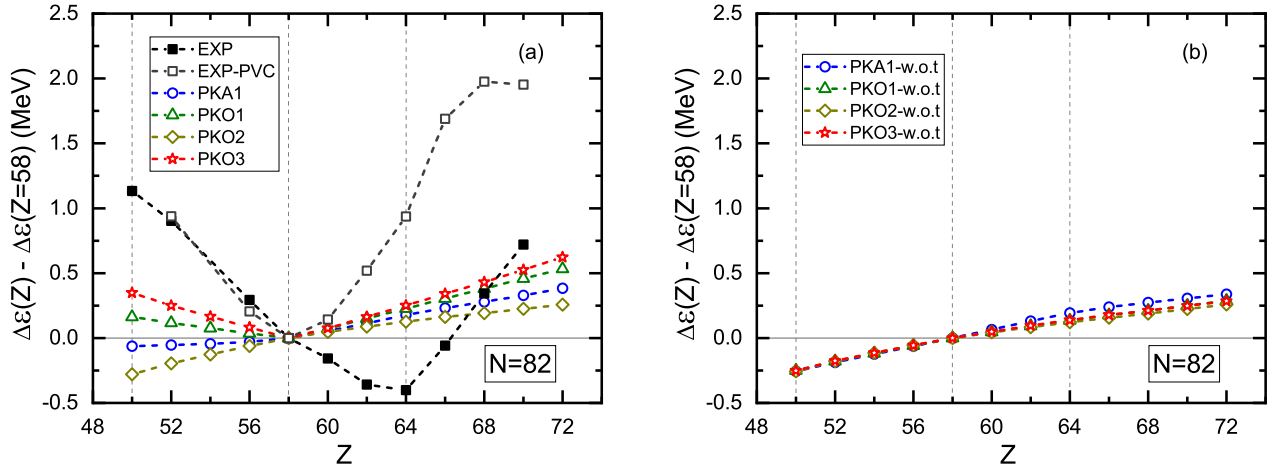 Δε(Z) - Δε(Z=58) (MeV)
2.5
2.0
1.5
1.0
0.5
0.0
-0.5
(a)
EXP
EXP-PVC
PKA1
PKO1
PKO2
PKO3
N=82
48 52 56 60 64 68 72
Z
Δε(Z) - Δε(Z=58) (MeV)
2.5
2.0
1.5
1.0
0.5
0.0
-0.5
(b)
PKA1-w.o.t
PKO1-w.o.t
PKO2-w.o.t
PKO3-w.o.t
N=82
48 52 56 60 64 68 72
Z